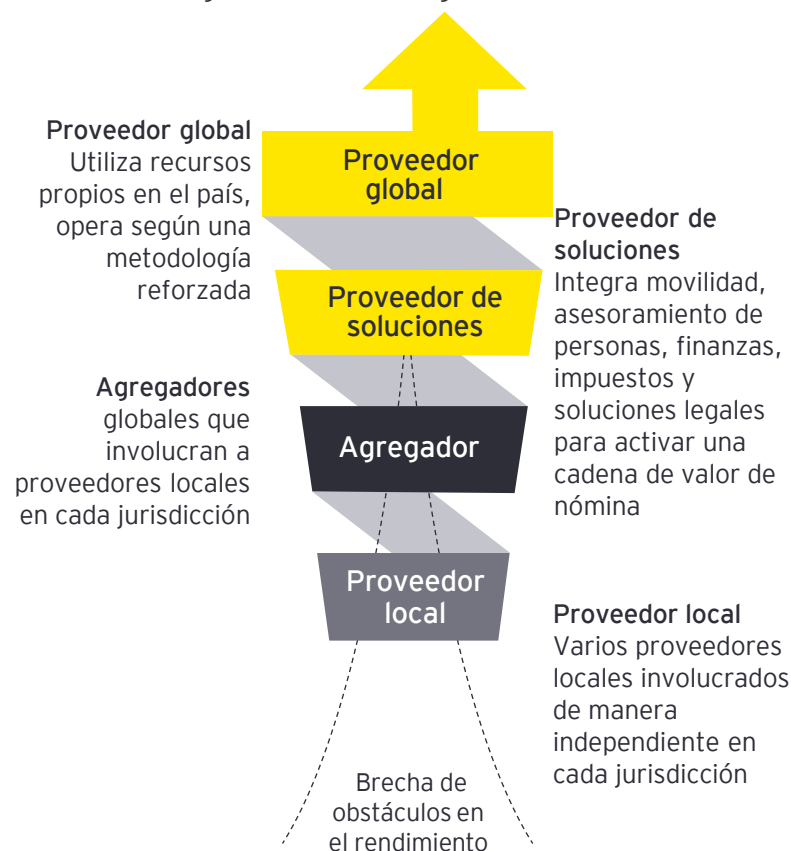 Proveedor global
Utiliza recursos
propios en el país,
opera según una
metodología
reforzada
Proveedor
global
Proveedor de
soluciones
Integra movilidad,
asesoramiento de
personas, finanzas,
impuestos y
soluciones legales
para activar una
cadena de valor de
nómina
Proveedor de
soluciones
Agregadores
globales que
involucran a
proveedores locales
en cada jurisdicción
Agregador
Proveedor
local
Proveedor local
Varios proveedores
locales involucrados
de manera
independiente en
cada jurisdicción
Brecha de
obstáculos en
el rendimiento